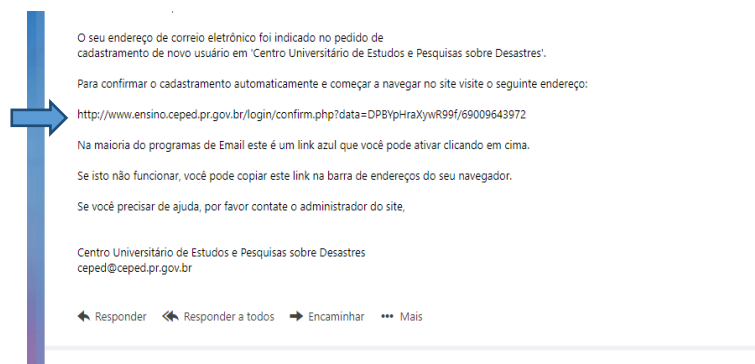 O seu endereço de correio eletrônico foi indicado no pedido de
cadastramento de novo usuário em 'Centro Universitário de Estudos e Pesquisas sobre Desastres'.
Para confirmar o cadastramento automaticamente e começar a navegar no site visite o seguinte endereço:
http://www.ensino.ceped.pr.gov.br/login/confirm.php?data=DPBYpHraXywR99f/69009643972
Na maioria do programas de Email este é um link azul que você pode ativar clicando em cima.
Se isto não funcionar, você pode copiar este link na barra de endereços do seu navegador.
Se você precisar de ajuda, por favor contate o administrador do site,
Centro Universitário de Estudos e Pesquisas sobre Desastres
ceped@ceped.pr.gov.br
Responder Responder a todos Encaminhar Mais